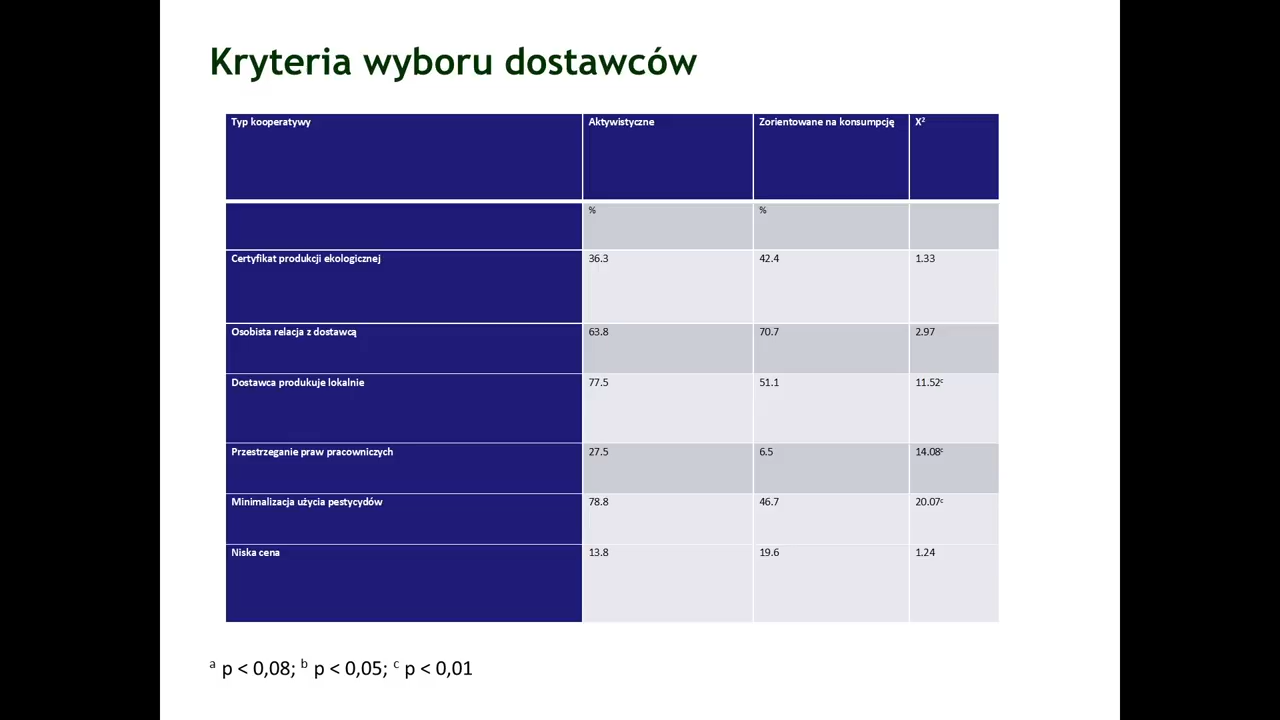 Kryteria wyboru dostawców
Typ kooperatywy Aktywistyczne Zorientowane na konsumpcję X²
% %
Certyfikat produkcji ekologicznej 36.3 42.4 1.33
Osobista relacja z dostawcą 63.8 70.7 2.97
Dostawca produkuje lokalnie 77.5 51.1 11.52ᶜ
Przestrzeganie praw pracowniczych 27.5 6.5 14.08ᶜ
Minimalizacja użycia pestycydów 78.8 46.7 20.07ᶜ
Niska cena 13.8 19.6 1.24
ᵃ p < 0,08; ᵇ p < 0,05; ᶜ p < 0,01